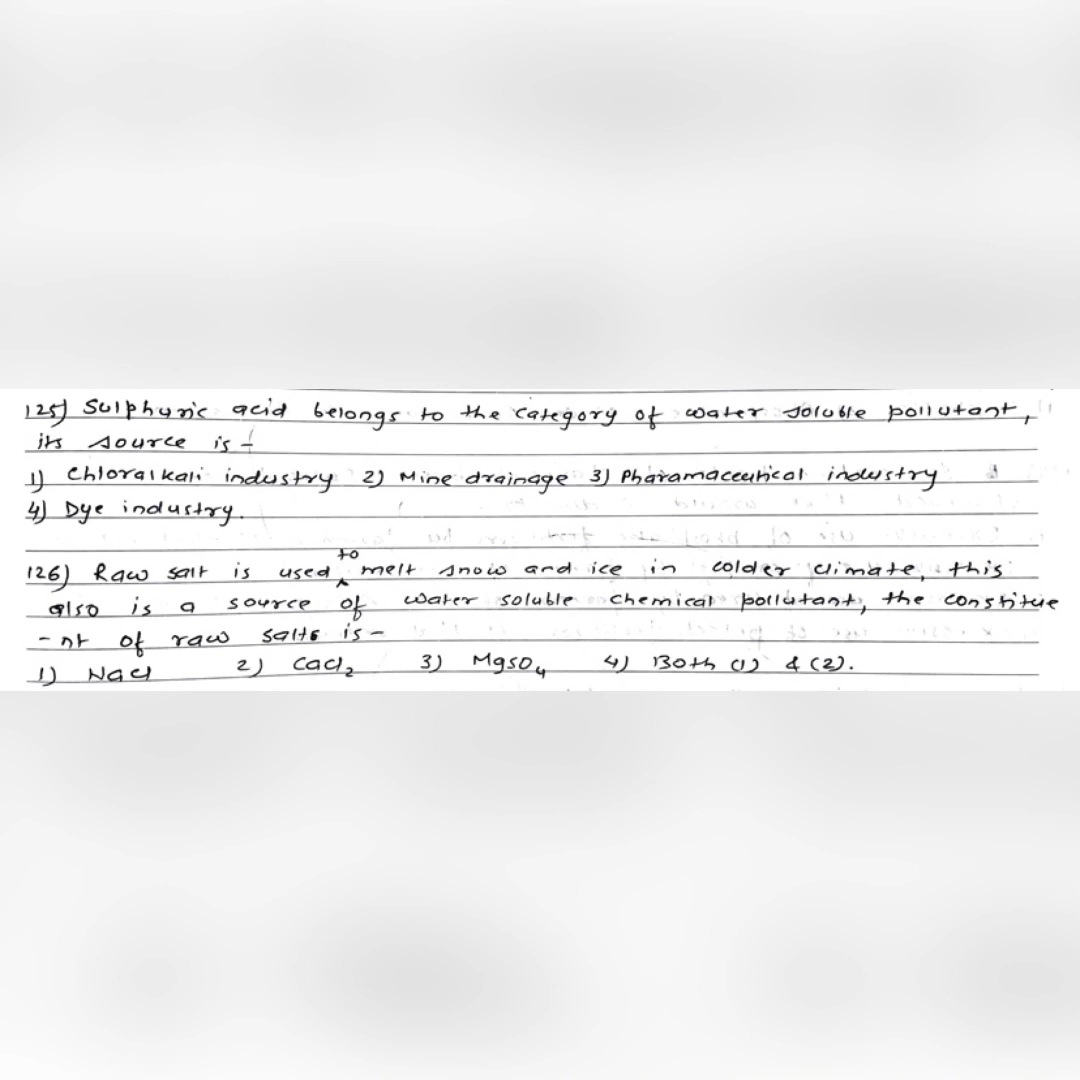 125) Sulphuric acid belongs to the category of water soluble pollutant,
its source is -
1) Chloralkali industry 2) Mine drainage 3) Pharamaceutical industry
4) Dye industry.
126) Raw salt is used to melt snow and ice in colder climate, this
also is a source of water soluble chemical pollutant, the constitue
-nt of raw salts is -
1) NaCl 2) CaCl₂ 3) MgSO₄ 4) Both (1) & (2).